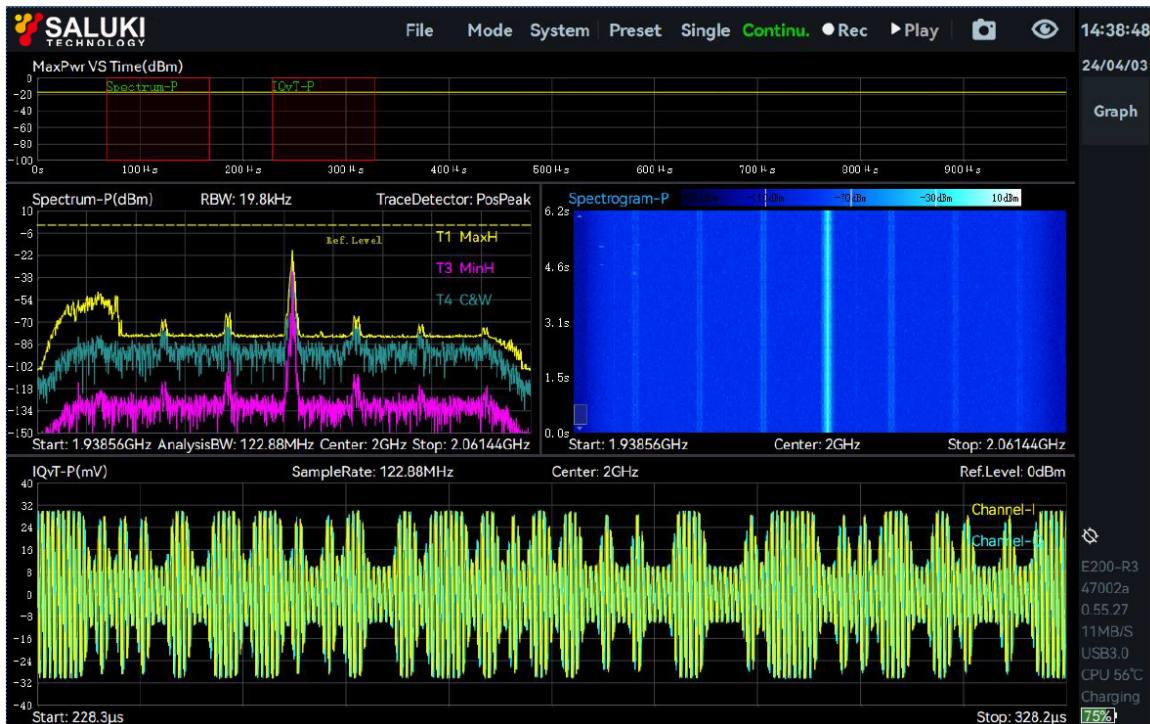 SALUKI
TECHNOLOGY
File Mode System Preset Single Continu. Rec Play
14:38:48
24/04/03
Graph
MaxPwr VS Time(dBm)
Spectrum-P IQvT-P
0
-20
-40
-60
-80
-100
0s 100μs 200μs 300μs 400μs 500μs 600μs 700μs 800μs 900μs
Spectrum-P(dBm) RBW: 19.8kHz TraceDetector: PosPeak
10
-6
-22
-38
-54
-70
-86
-102
-118
-134
-150
Ref.Level
T1 MaxH
T3 MinH
T4 C&W
Start: 1.93856GHz AnalysisBW: 122.88MHz Center: 2GHz Stop: 2.06144GHz
Spectrogram-P
-70dBm -30dBm 10dBm
6.2s
4.6s
3.1s
1.5s
0.0s
Start: 1.93856GHz Center: 2GHz Stop: 2.06144GHz
IQvT-P(mV) SampleRate: 122.88MHz Center: 2GHz Ref.Level: 0dBm
40
32
24
16
8
0
-8
-16
-24
-32
-40
Channel-I
Channel-Q
Start: 228.3μs Stop: 328.2μs
E200-R3
47002a
0.55.27
11MB/S
USB3.0
CPU 56℃
Charging
75%